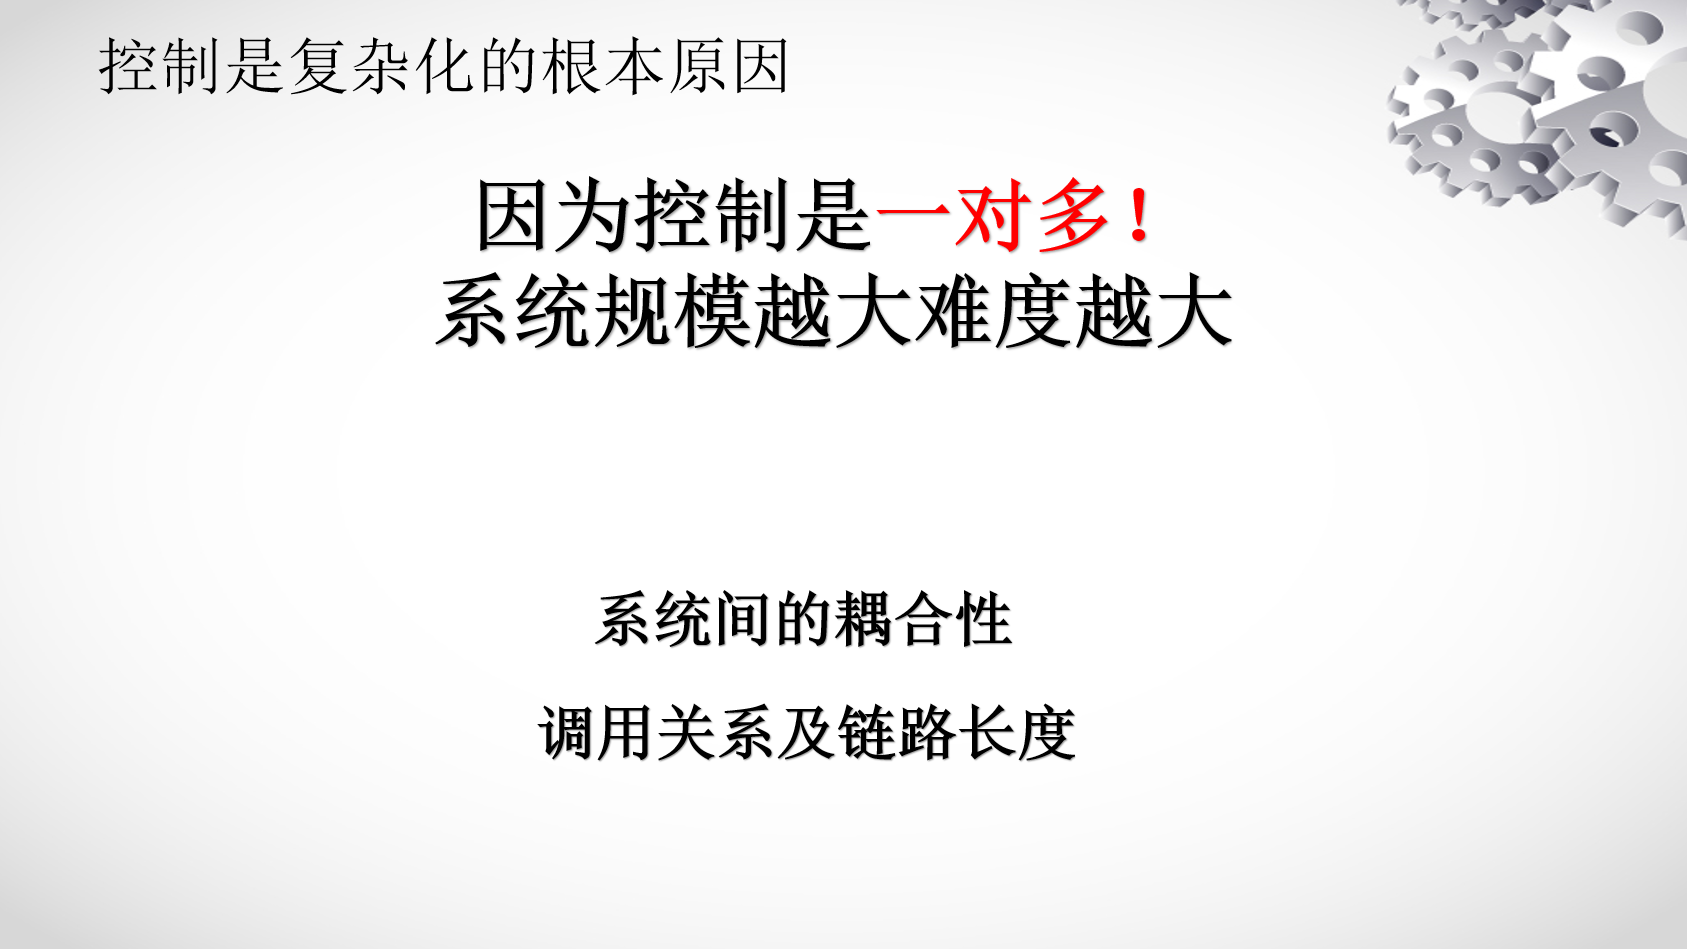 控制是复杂化的根本原因
因为控制是一对多！
系统规模越大难度越大
系统间的耦合性
调用关系及链路长度